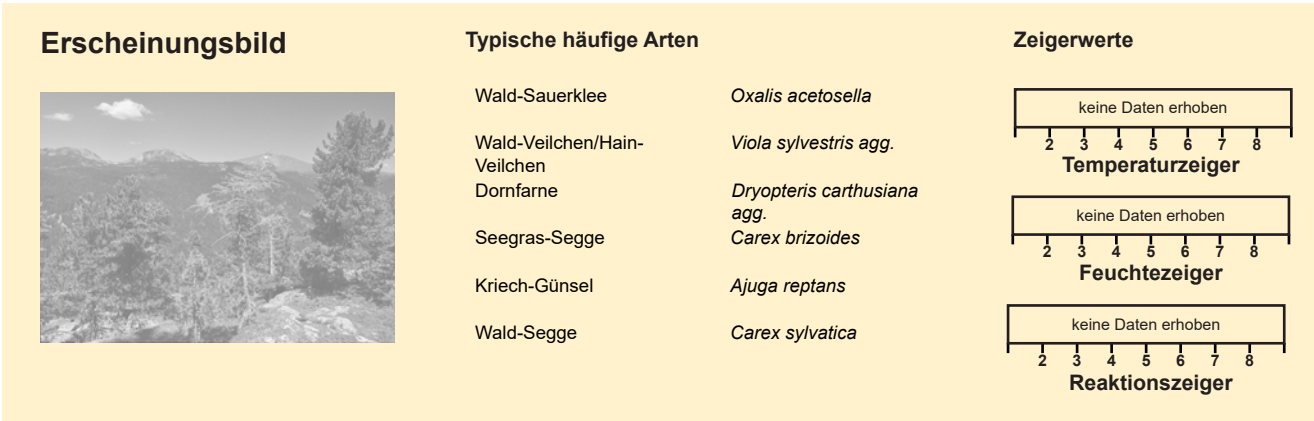 Erscheinungsbild
Typische häufige Arten
Wald-Sauerklee
Oxalis acetosella
Wald-Veilchen/Hain-
Veilchen
Viola sylvestris agg.
Dornfarne
Dryopteris carthusiana
agg.
Seegras-Segge
Carex brizoides
Kriech-Günsel
Ajuga reptans
Wald-Segge
Carex sylvatica
Zeigerwerte
keine Daten erhoben
2 3 4 5 6 7 8
Temperaturzeiger
keine Daten erhoben
2 3 4 5 6 7 8
Feuchtezeiger
keine Daten erhoben
2 3 4 5 6 7 8
Reaktionszeiger